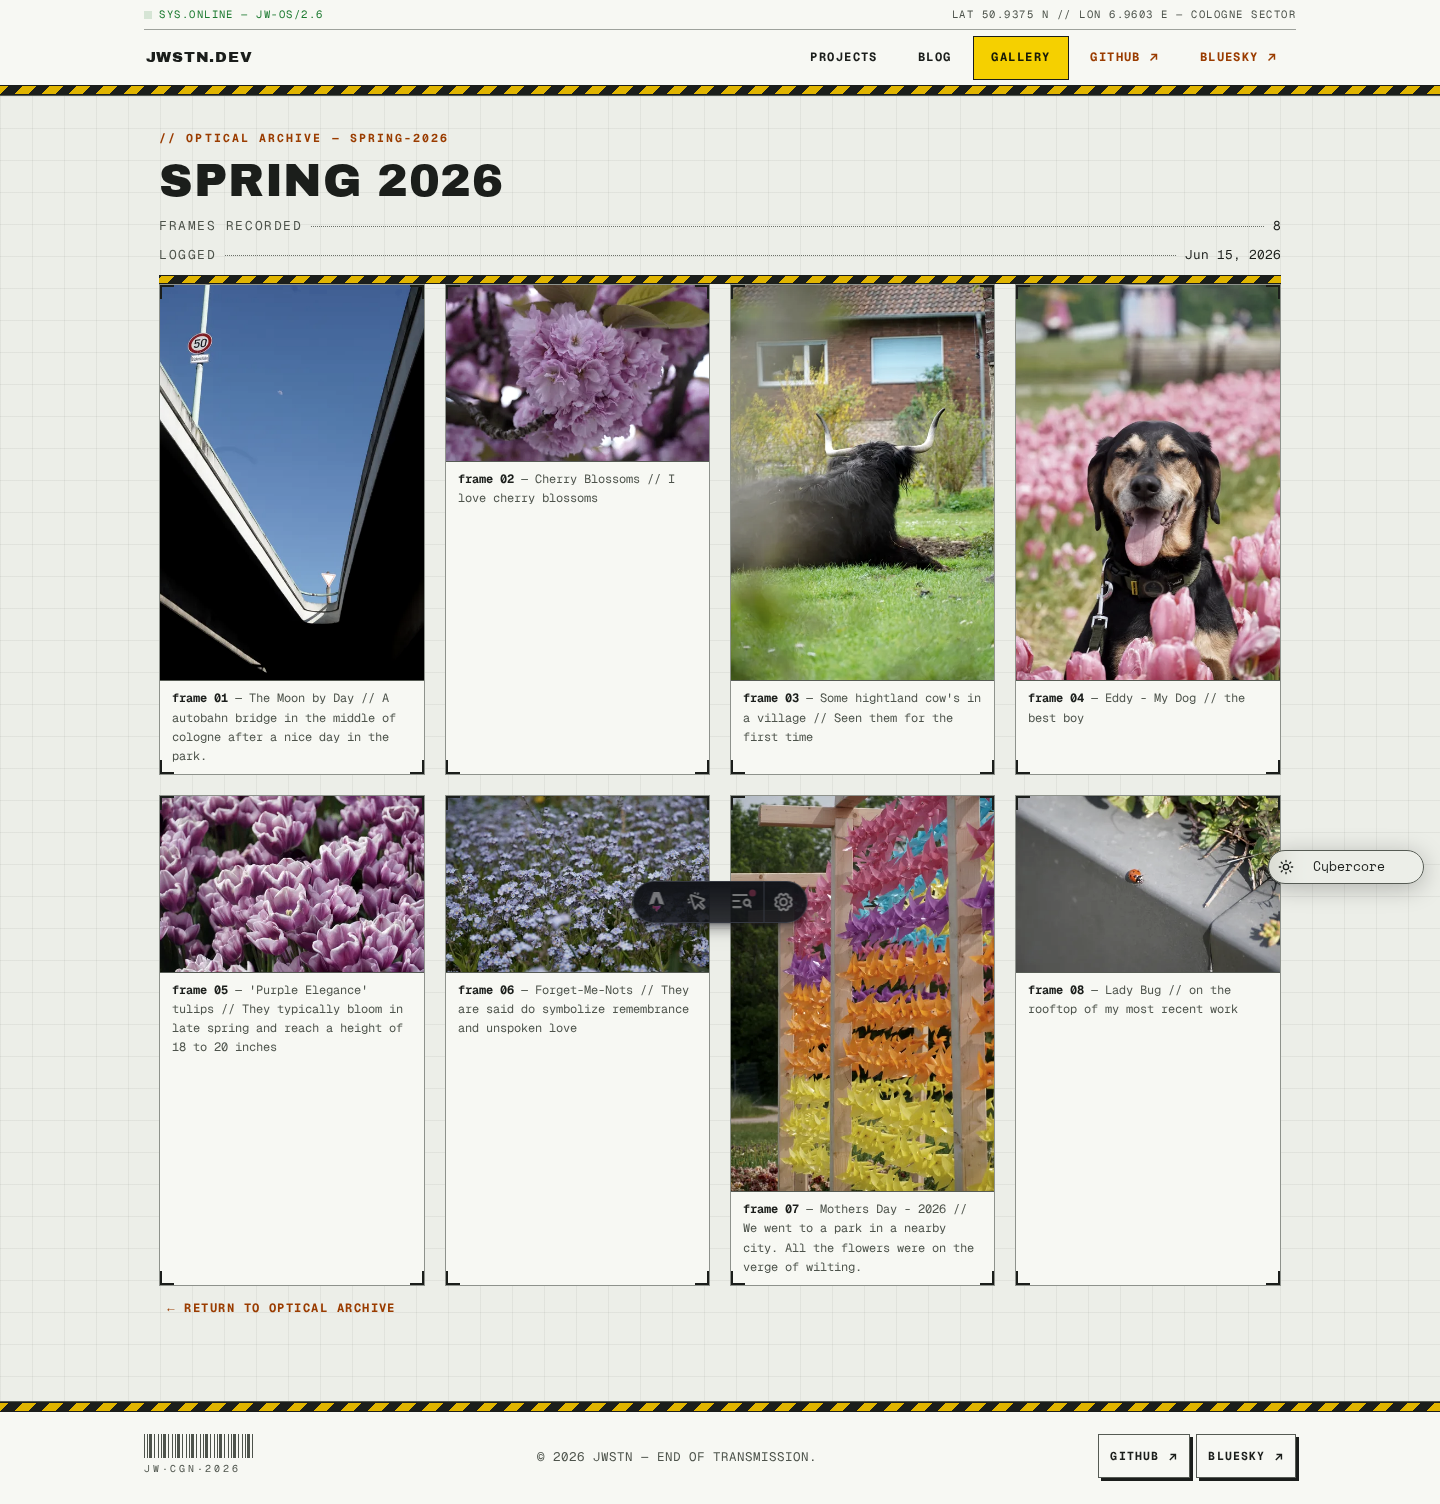 SYS.ONLINE — JW-OS/2.6
LAT 50.9375 N // LON 6.9603 E — COLOGNE SECTOR
JWSTN.DEV
PROJECTS
BLOG
GALLERY
GITHUB ↗
BLUESKY ↗
// OPTICAL ARCHIVE — SPRING-2026
SPRING 2026
FRAMES RECORDED
8
LOGGED
Jun 15, 2026
50
frame 01 — The Moon by Day // A
autobahn bridge in the middle of
cologne after a nice day in the
park.
frame 02 — Cherry Blossoms // I
love cherry blossoms
frame 03 — Some hightland cow's in
a village // Seen them for the
first time
frame 04 — Eddy - My Dog // the
best boy
frame 05 — 'Purple Elegance'
tulips // They typically bloom in
late spring and reach a height of
18 to 20 inches
frame 06 — Forget-Me-Nots // They
are said do symbolize remembrance
and unspoken love
frame 07 — Mothers Day - 2026 //
We went to a park in a nearby
city. All the flowers were on the
verge of wilting.
frame 08 — Lady Bug // on the
rooftop of my most recent work
Cybercore
← RETURN TO OPTICAL ARCHIVE
JW·CGN·2026
© 2026 JWSTN — END OF TRANSMISSION.
GITHUB ↗
BLUESKY ↗